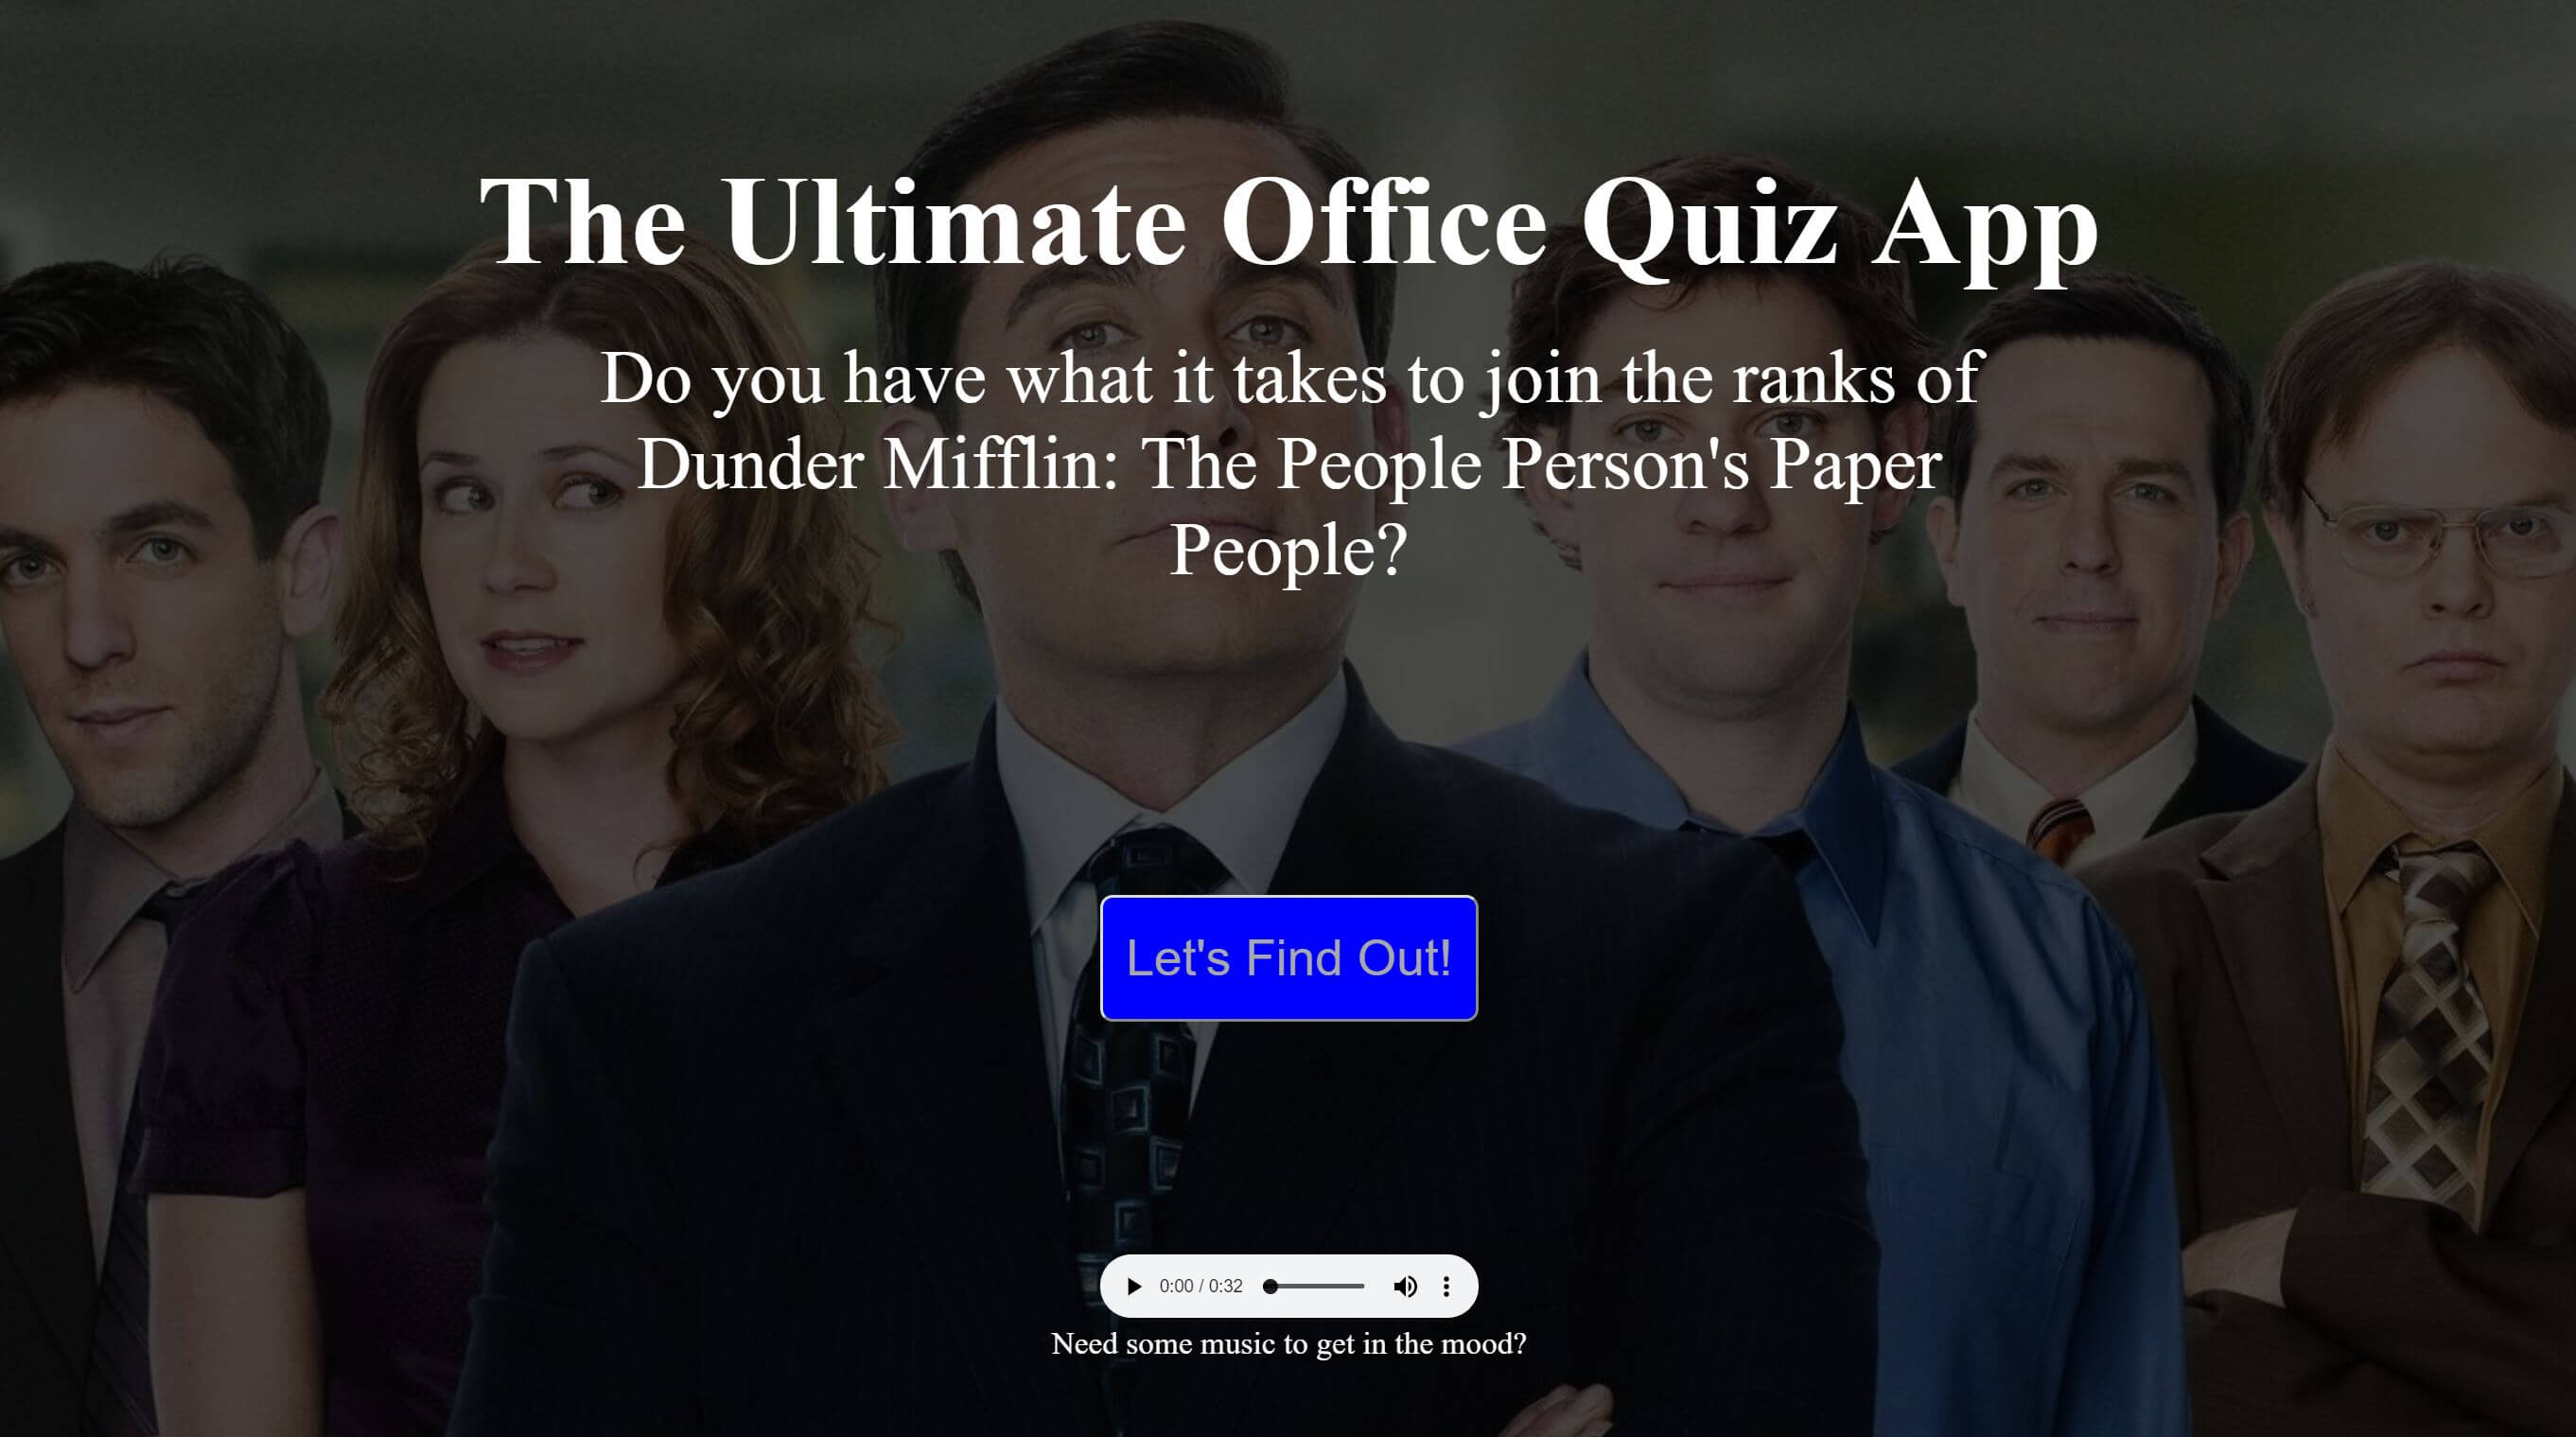 The Ultimate Office Quiz App
Do you have what it takes to join the ranks of
Dunder Mifflin: The People Person's Paper
People?
Let's Find Out!
0:00 / 0:32
Need some music to get in the mood?